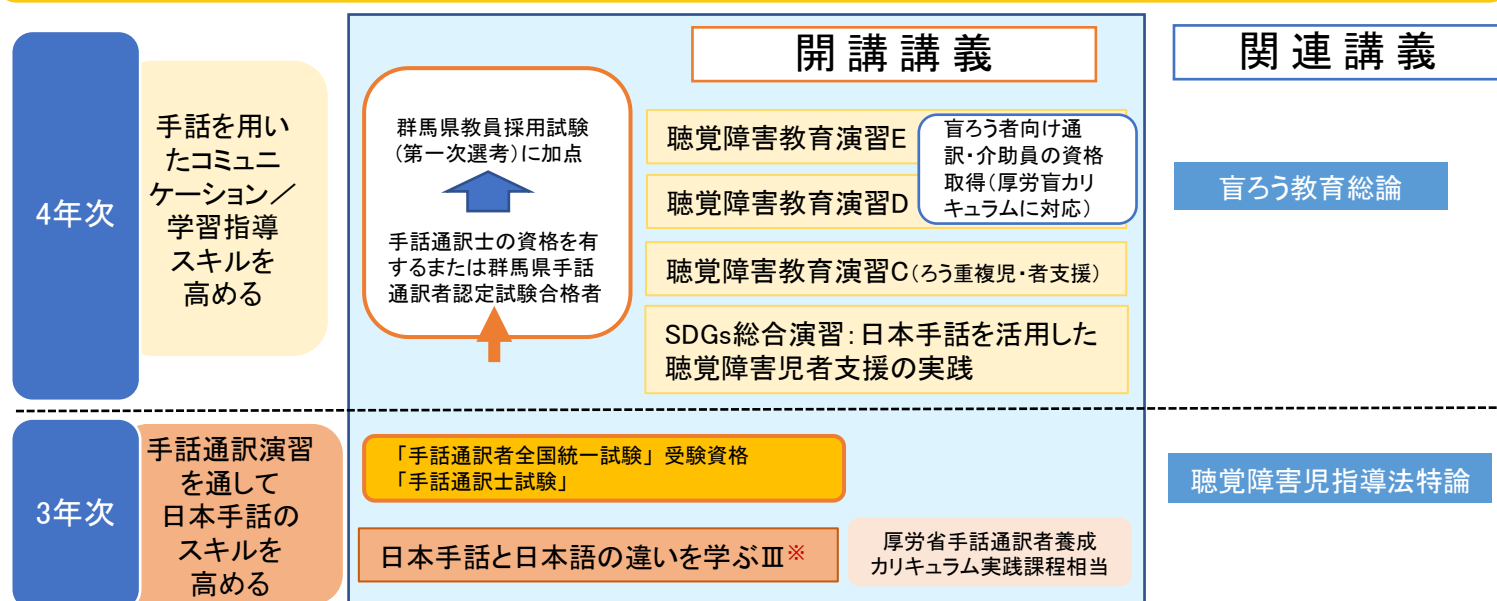 開講講義
関連講義
4年次
手話を用い
たコミュニ
ケーション／
学習指導
スキルを
高める
群馬県教員採用試験
(第一次選考)に加点
手話通訳士の資格を有
するまたは群馬県手話
通訳者認定試験合格者
聴覚障害教育演習E
聴覚障害教育演習D
盲ろう者向け通
訳・介助員の資格
取得(厚労盲カリ
キュラムに対応)
聴覚障害教育演習C(ろう重複児・者支援)
SDGs総合演習:日本手話を活用した
聴覚障害児者支援の実践
盲ろう教育総論
3年次
手話通訳演習
を通して
日本手話の
スキルを
高める
「手話通訳者全国統一試験」受験資格
「手話通訳士試験」
日本手話と日本語の違いを学ぶⅢ※
厚労省手話通訳者養成
カリキュラム実践課程相当
聴覚障害児指導法特論